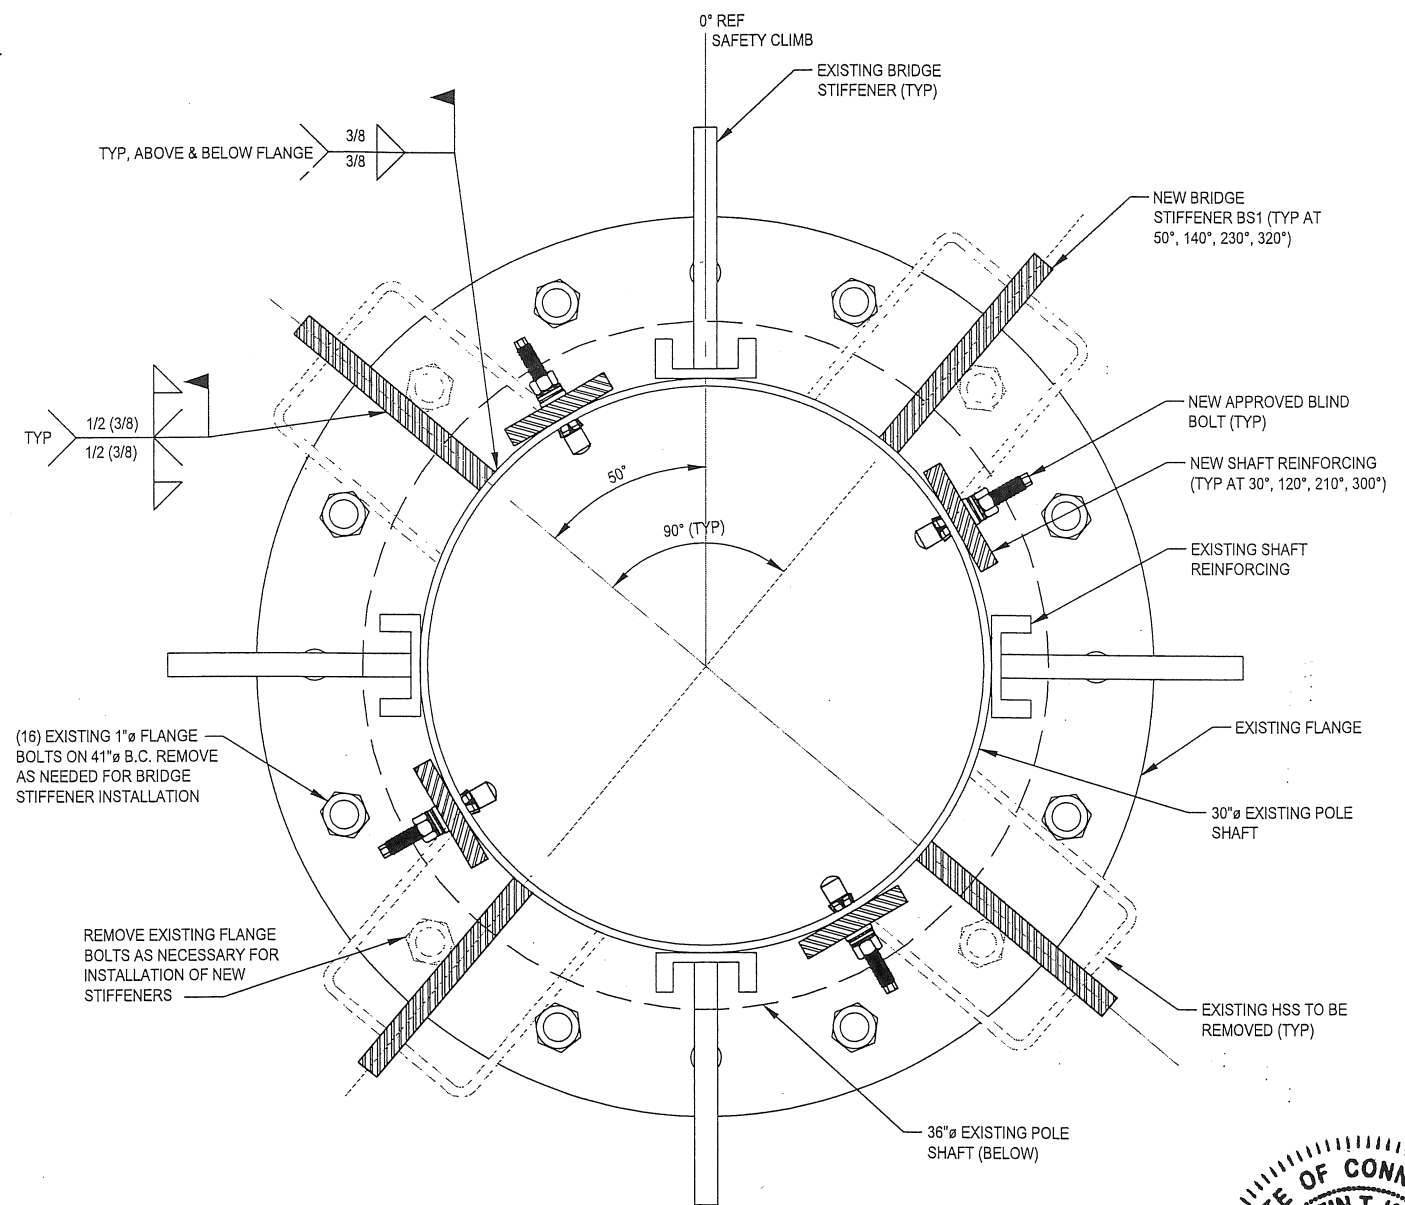 0° REF
SAFETY CLIMB
EXISTING BRIDGE
STIFFENER (TYP)
3/8
TYP, ABOVE & BELOW FLANGE
3/8
NEW BRIDGE
STIFFENER BS1 (TYP AT
50°, 140°, 230°, 320°)
NEW APPROVED BLIND
BOLT (TYP)
1/2 (3/8)
TYP
1/2 (3/8)
NEW SHAFT REINFORCING
(TYP AT 30°, 120°, 210°, 300°)
50°
90° (TYP)
EXISTING SHAFT
REINFORCING
(16) EXISTING 1"ø FLANGE
BOLTS ON 41"ø B.C. REMOVE
AS NEEDED FOR BRIDGE
STIFFENER INSTALLATION
EXISTING FLANGE
30"ø EXISTING POLE
SHAFT
REMOVE EXISTING FLANGE
BOLTS AS NECESSARY FOR
INSTALLATION OF NEW
STIFFENERS
EXISTING HSS TO BE
REMOVED (TYP)
36"ø EXISTING POLE
SHAFT (BELOW)
OF CONN